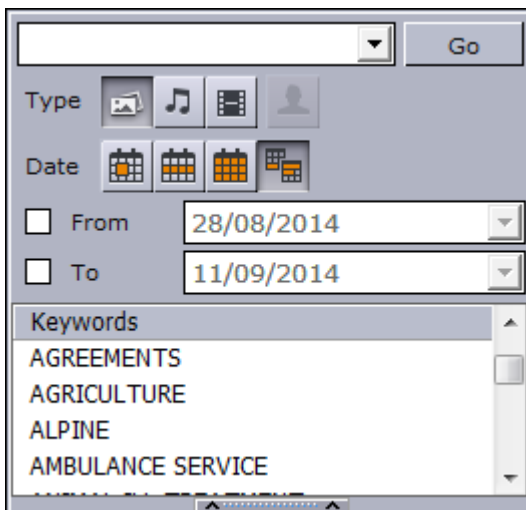 Go
Type
Date
From 28/08/2014
To 11/09/2014
Keywords
AGREEMENTS
AGRICULTURE
ALPINE
AMBULANCE SERVICE